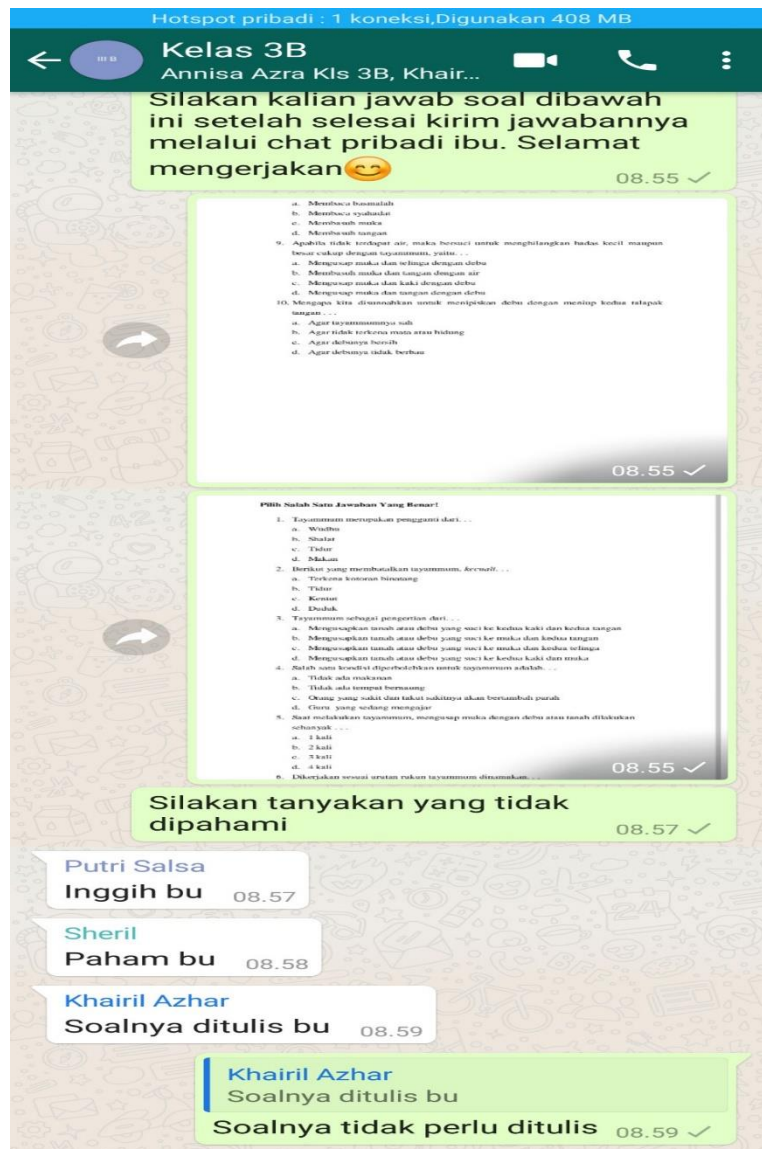 Hotspot pribadi : 1 koneksi,Digunakan 408 MB
III B
Kelas 3B
Annisa Azra Kls 3B, Khair...
Silakan kalian jawab soal dibawah
ini setelah selesai kirim jawabannya
melalui chat pribadi ibu. Selamat
mengerjakan😊
08.55
a. Membaca basmalah
b. Membaca syahadat
c. Membasuh muka
d. Membasuh tangan
9. Apabila tidak terdapat air, maka bersuci untuk menghilangkan hadas kecil maupun
besar cukup dengan tayammum, yaitu. . .
a. Mengusap muka dan telinga dengan debu
b. Membasuh muka dan tangan dengan air
c. Mengusap muka dan kaki dengan debu
d. Mengusap muka dan tangan dengan debu
10. Mengapa kita disunnahkan untuk menipiskan debu dengan meniup kedua telapak
tangan . . .
a. Agar tayammumnya sah
b. Agar tidak terkena mata atau hidung
c. Agar debunya bersih
d. Agar debunya tidak berbau
08.55
Pilih Salah Satu Jawaban Yang Benar!
1. Tayammum merupakan pengganti dari. . .
a. Wudhu
b. Shalat
c. Tidur
d. Makan
2. Berikut yang membatalkan tayammum, kecuali. . .
a. Terkena kotoran binatang
b. Tidur
c. Kentut
d. Duduk
3. Tayammum sebagai pengertian dari. . .
a. Mengusapkan tanah atau debu yang suci ke kedua kaki dan kedua tangan
b. Mengusapkan tanah atau debu yang suci ke muka dan kedua tangan
c. Mengusapkan tanah atau debu yang suci ke muka dan kedua telinga
d. Mengusapkan tanah atau debu yang suci ke kedua kaki dan muka
4. Salah satu kondisi diperbolehkan untuk tayammum adalah. . .
a. Tidak ada makanan
b. Tidak ada tempat bernaung
c. Orang yang sakit dan takut sakitnya akan bertambah parah
d. Guru yang sedang mengajar
5. Saat melakukan tayammum, mengusap muka dengan debu atau tanah dilakukan
sebanyak . . .
a. 1 kali
b. 2 kali
c. 3 kali
d. 4 kali
6. Dikerjakan sesuai urutan rukun tayammum dinamakan. . .
08.55
Silakan tanyakan yang tidak
dipahami
08.57
Putri Salsa
Inggih bu 08.57
Sheril
Paham bu 08.58
Khairil Azhar
Soalnya ditulis bu 08.59
Khairil Azhar
Soalnya ditulis bu
Soalnya tidak perlu ditulis 08.59